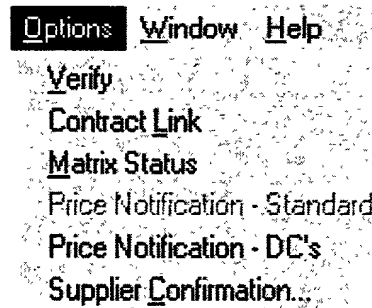 Options Window Help
Verify
Contract Link
Matrix Status
Price Notification - Standard
Price Notification - DC's
Supplier Confirmation...